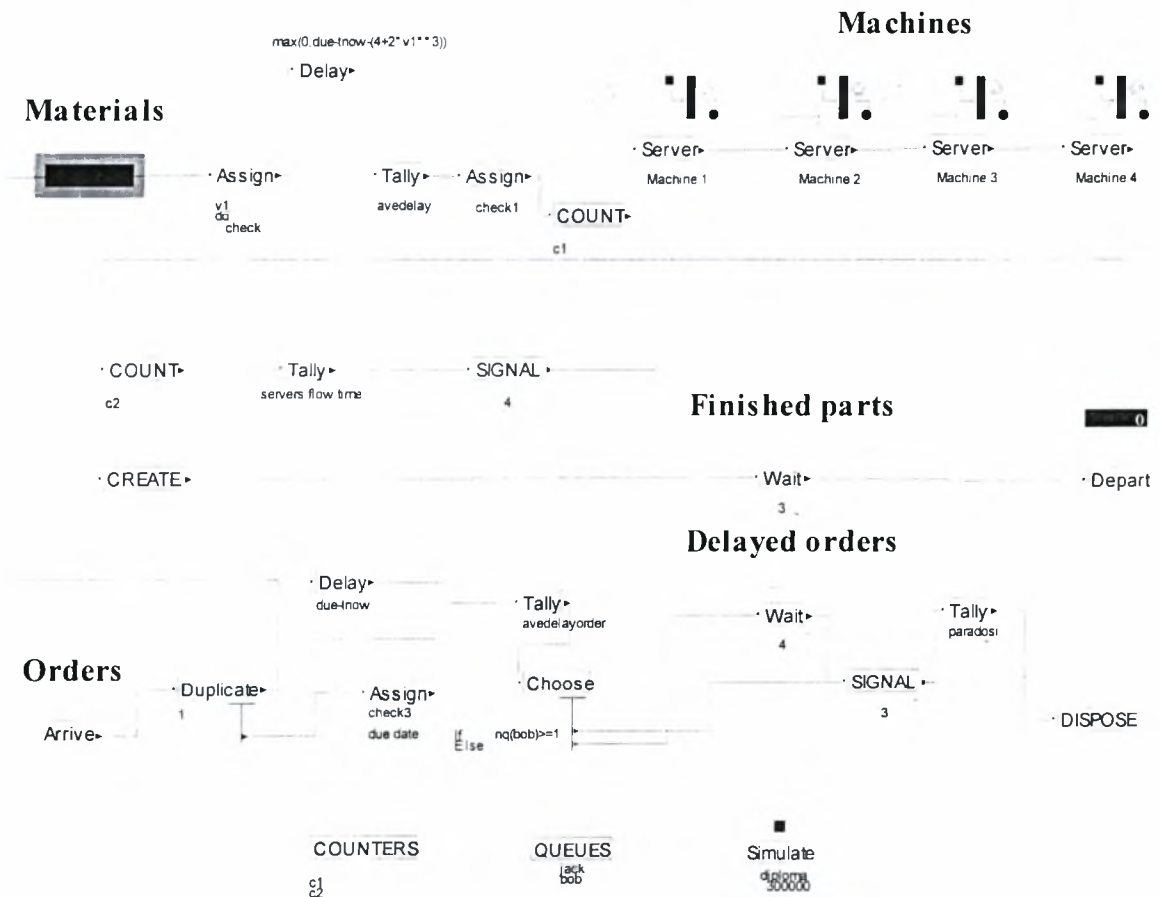 Machines
max(0,due-tnow-(4+2*v1**3))
Delay
Materials
Server Server Server Server
Machine 1 Machine 2 Machine 3 Machine 4
Assign Tally Assign
v1 avedelay check1
check
COUNT
c1
COUNT Tally SIGNAL
c2 servers flow time 4
Finished parts
0
CREATE Wait Depart
3
Delayed orders
Delay
due-tnow
Tally Wait Tally
avedelayorder 4 paradosi
Orders
Duplicate Assign Choose SIGNAL
1 check3 3
due date
Arrive If nq(bob)>=1 DISPOSE
Else
COUNTERS QUEUES Simulate
c1 jack diploma
c2 bob 300000